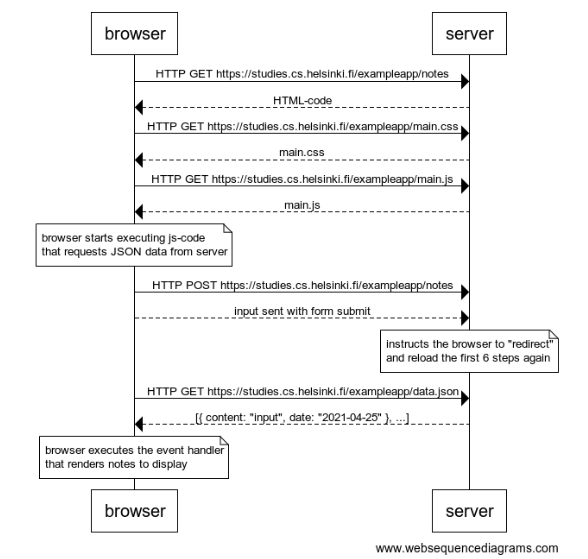 browser
server
HTTP GET https://studies.cs.helsinki.fi/exampleapp/notes
HTML-code
HTTP GET https://studies.cs.helsinki.fi/exampleapp/main.css
main.css
HTTP GET https://studies.cs.helsinki.fi/exampleapp/main.js
main.js
browser starts executing js-code
that requests JSON data from server
HTTP POST https://studies.cs.helsinki.fi/exampleapp/notes
input sent with form submit
instructs the browser to "redirect"
and reload the first 6 steps again
HTTP GET https://studies.cs.helsinki.fi/exampleapp/data.json
[{ content: "input", date: "2021-04-25" }, ...]
browser executes the event handler
that renders notes to display
browser
server
www.websequencediagrams.com